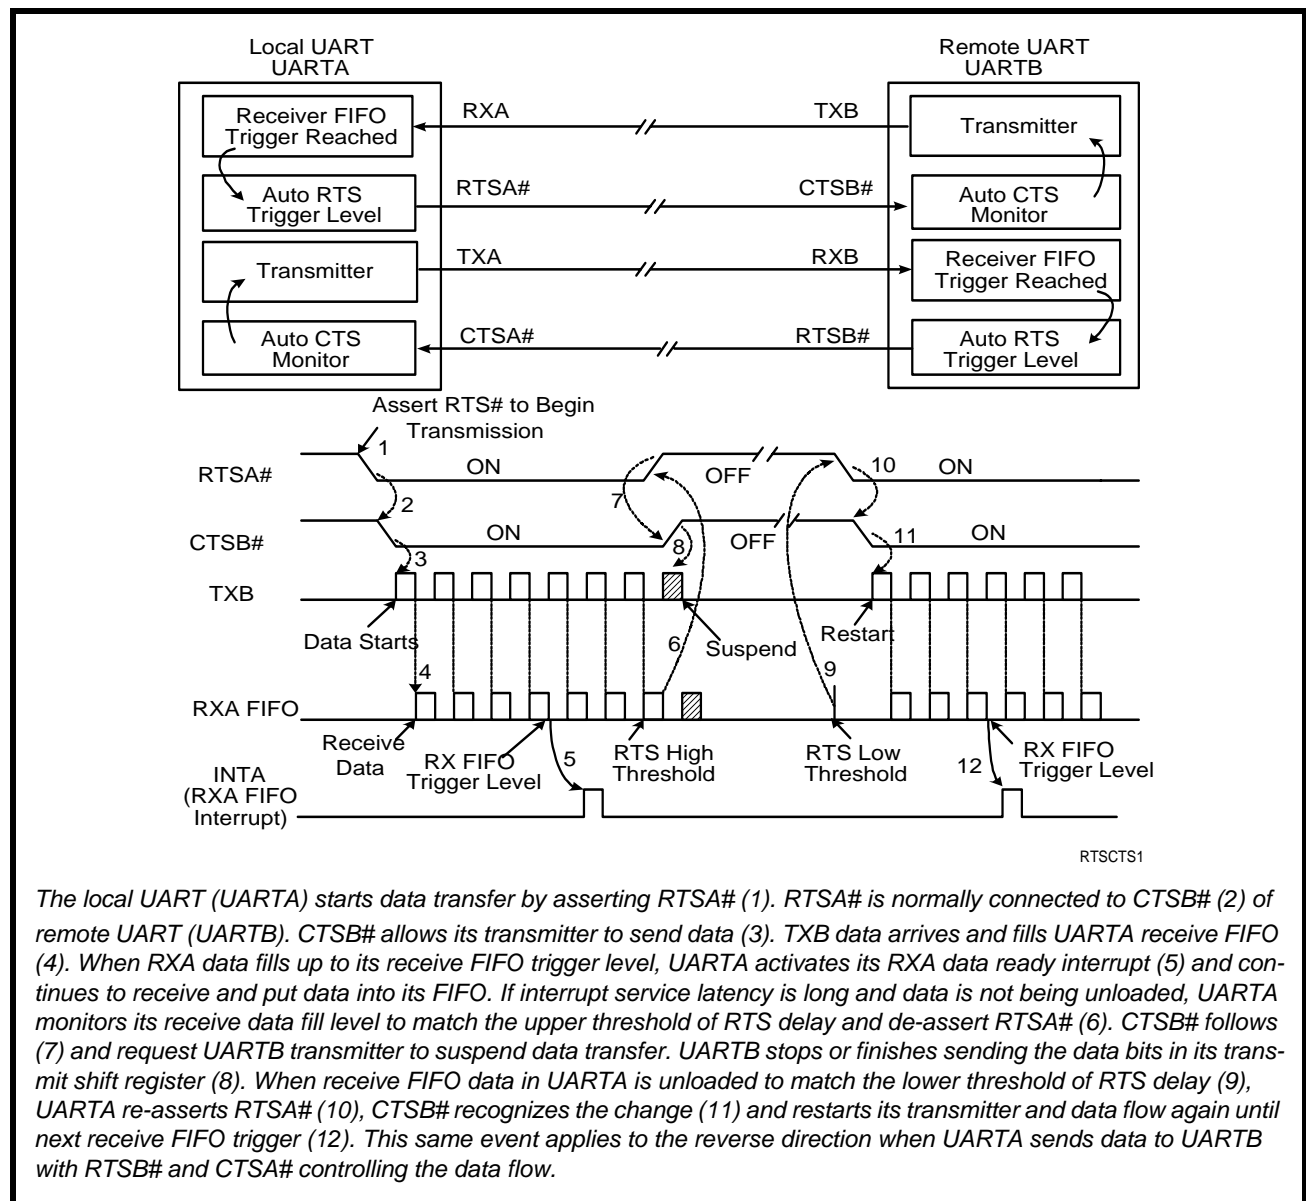 Local UART
UARTA
Remote UART
UARTB
Receiver FIFO
Trigger Reached
RXA
TXB
Transmitter
Auto RTS
Trigger Level
RTSA#
CTSB#
Auto CTS
Monitor
Transmitter
TXA
RXB
Receiver FIFO
Trigger Reached
Auto CTS
Monitor
CTSA#
RTSB#
Auto RTS
Trigger Level
Assert RTS# to Begin
Transmission
1
RTSA#
ON
OFF
10
ON
2
7
CTSB#
ON
8
OFF
11
ON
3
TXB
Data Starts
6
Suspend
Restart
4
9
RXA FIFO
Receive
Data
RX FIFO
Trigger Level
5
RTS High
Threshold
RTS Low
Threshold
12
RX FIFO
Trigger Level
INTA
(RXA FIFO
Interrupt)
RTSCTS1
The local UART (UARTA) starts data transfer by asserting RTSA# (1). RTSA# is normally connected to CTSB# (2) of
remote UART (UARTB). CTSB# allows its transmitter to send data (3). TXB data arrives and fills UARTA receive FIFO
(4). When RXA data fills up to its receive FIFO trigger level, UARTA activates its RXA data ready interrupt (5) and con-
tinues to receive and put data into its FIFO. If interrupt service latency is long and data is not being unloaded, UARTA
monitors its receive data fill level to match the upper threshold of RTS delay and de-assert RTSA# (6). CTSB# follows
(7) and request UARTB transmitter to suspend data transfer. UARTB stops or finishes sending the data bits in its trans-
mit shift register (8). When receive FIFO data in UARTA is unloaded to match the lower threshold of RTS delay (9),
UARTA re-asserts RTSA# (10), CTSB# recognizes the change (11) and restarts its transmitter and data flow again until
next receive FIFO trigger (12). This same event applies to the reverse direction when UARTA sends data to UARTB
with RTSB# and CTSA# controlling the data flow.